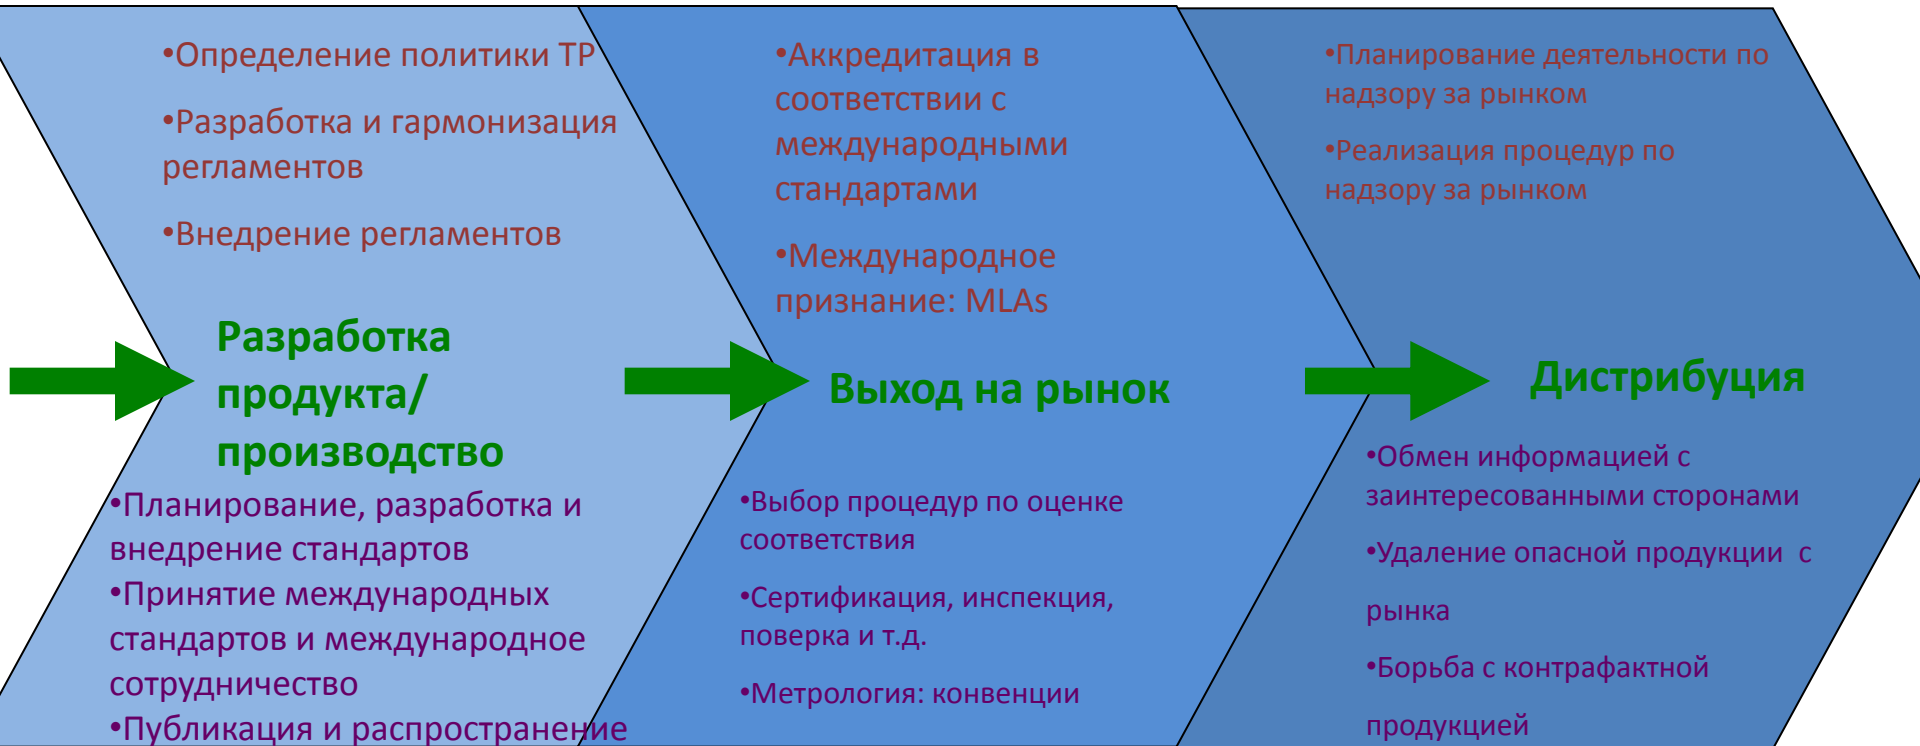 •Определение политики ТР
•Разработка и гармонизация
регламентов
•Внедрение регламентов
Разработка
продукта/
производство
•Планирование, разработка и
внедрение стандартов
•Принятие международных
стандартов и международное
сотрудничество
•Публикация и распространение
•Аккредитация в
соответствии с
международными
стандартами
•Международное
признание: MLAs
Выход на рынок
•Выбор процедур по оценке
соответствия
•Сертификация, инспекция,
поверка и т.д.
•Метрология: конвенции
•Планирование деятельности по
надзору за рынком
•Реализация процедур по
надзору за рынком
Дистрибуция
•Обмен информацией с
заинтересованными сторонами
•Удаление опасной продукции с
рынка
•Борьба с контрафактной
продукцией